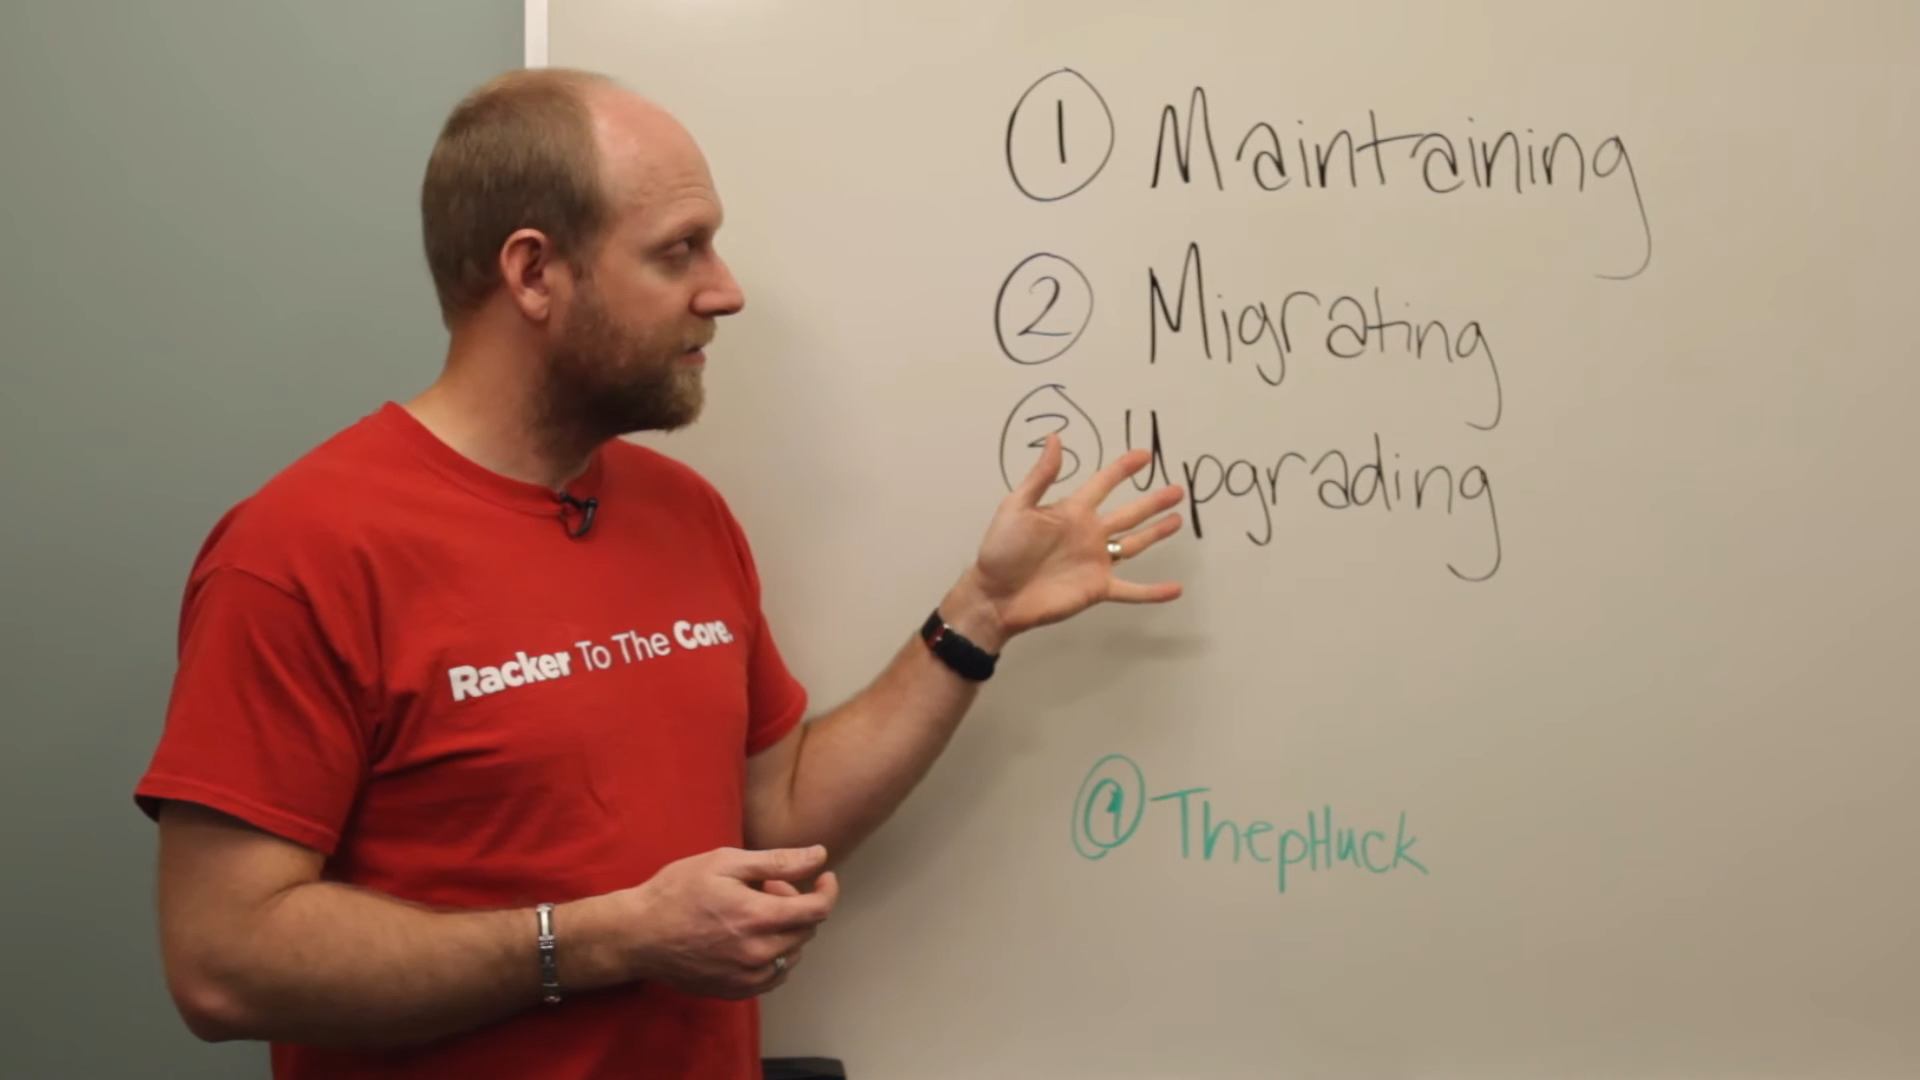 1 Maintaining
2 Migrating
3 Upgrading
Racker To The Core.
@ThepHuck